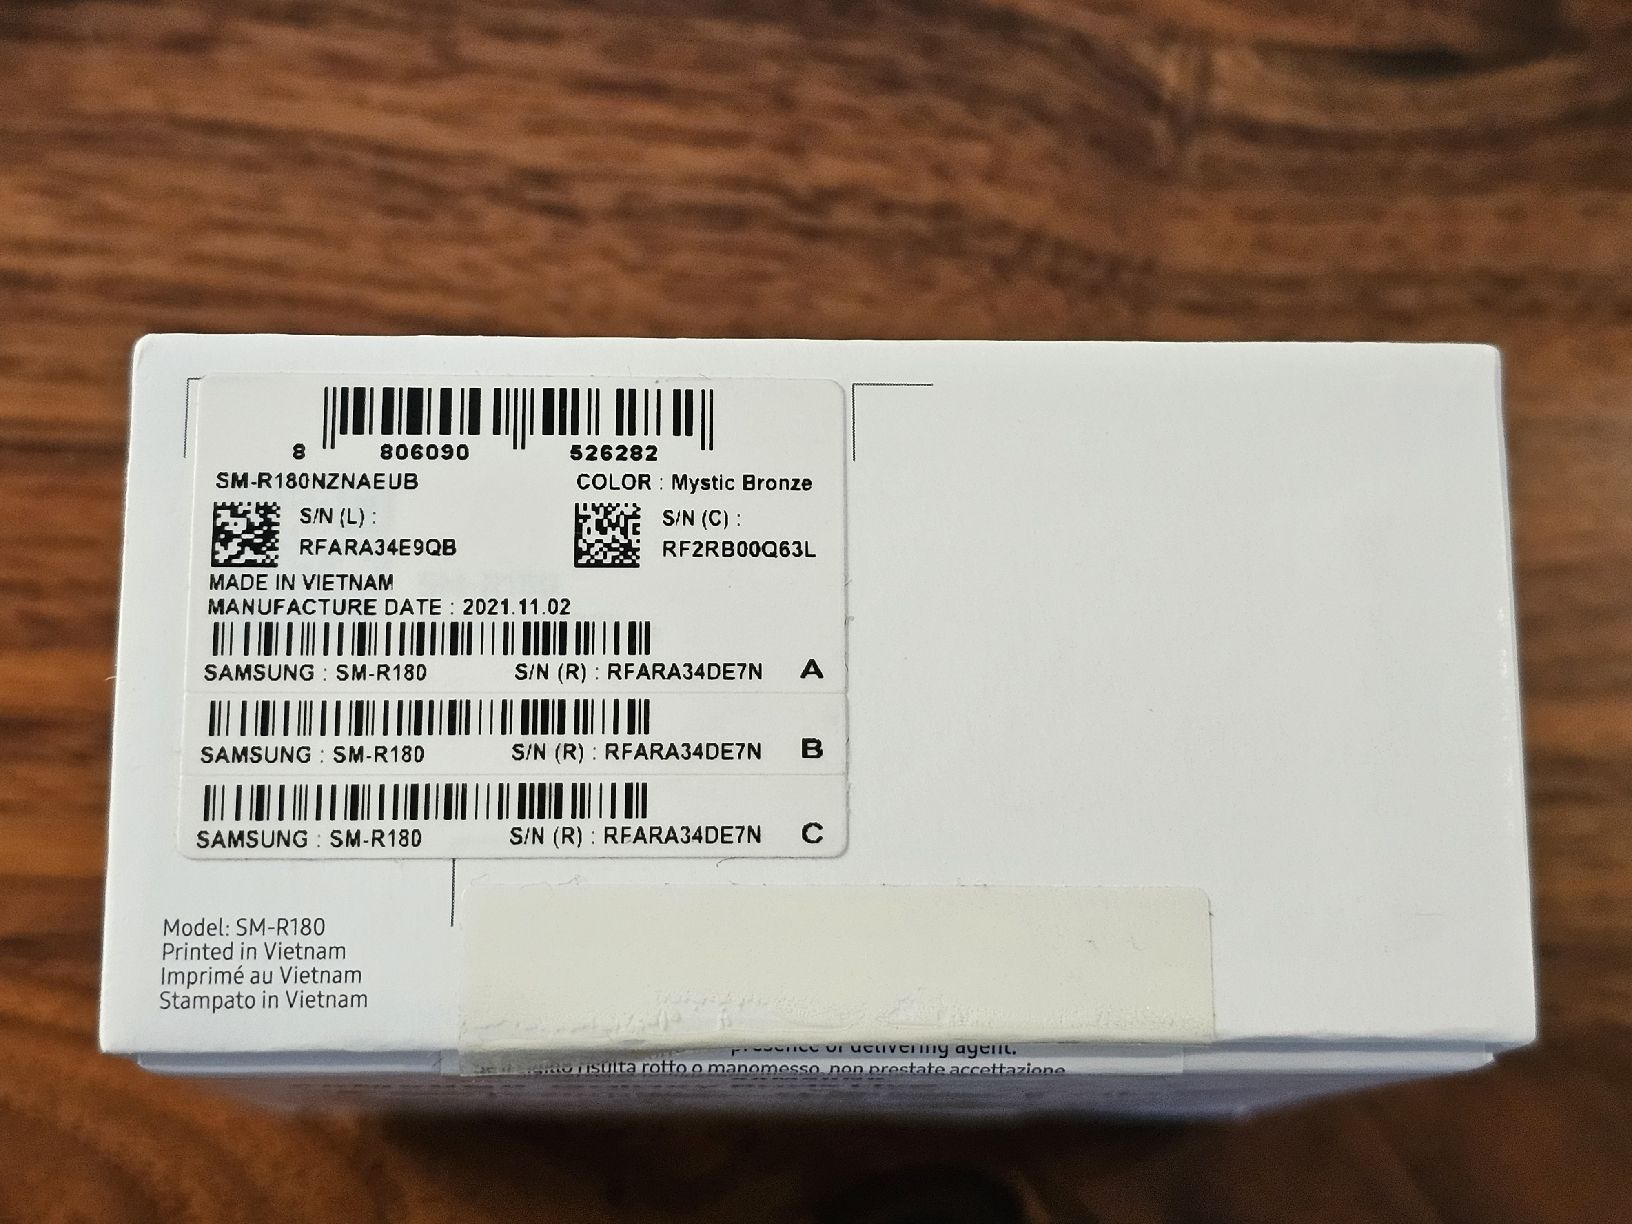 8 806090 526282
SM-R180NZNAEUB COLOR : Mystic Bronze
S/N (L) : S/N (C) :
RFARA34E9QB RF2RB00Q63L
MADE IN VIETNAM
MANUFACTURE DATE : 2021.11.02
SAMSUNG : SM-R180 S/N (R) : RFARA34DE7N A
SAMSUNG : SM-R180 S/N (R) : RFARA34DE7N B
SAMSUNG : SM-R180 S/N (R) : RFARA34DE7N C
Model: SM-R180
Printed in Vietnam
Imprimé au Vietnam
Stampato in Vietnam
presence of delivering agent.
risulta rotto o manomesso, non prestate accettazione